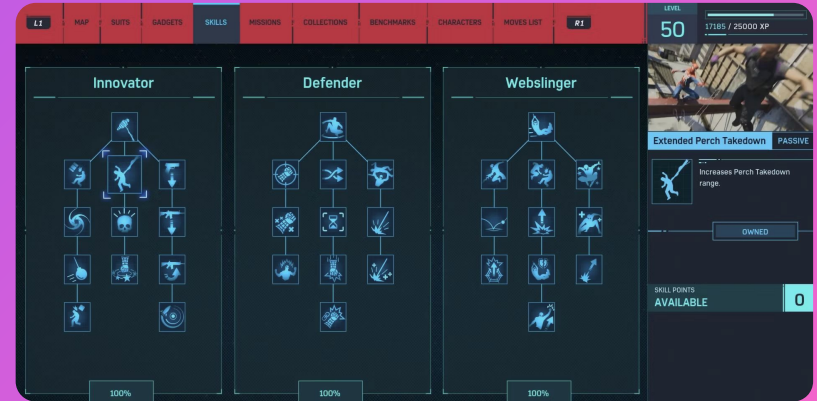 L1 MAP SUITS GADGETS SKILLS MISSIONS COLLECTIONS BENCHMARKS CHARACTERS MOVES LIST R1
LEVEL
50
17185 / 25000 XP
Innovator
Defender
Webslinger
100%
100%
100%
Extended Perch Takedown PASSIVE
Increases Perch Takedown
range.
OWNED
SKILL POINTS
AVAILABLE
0